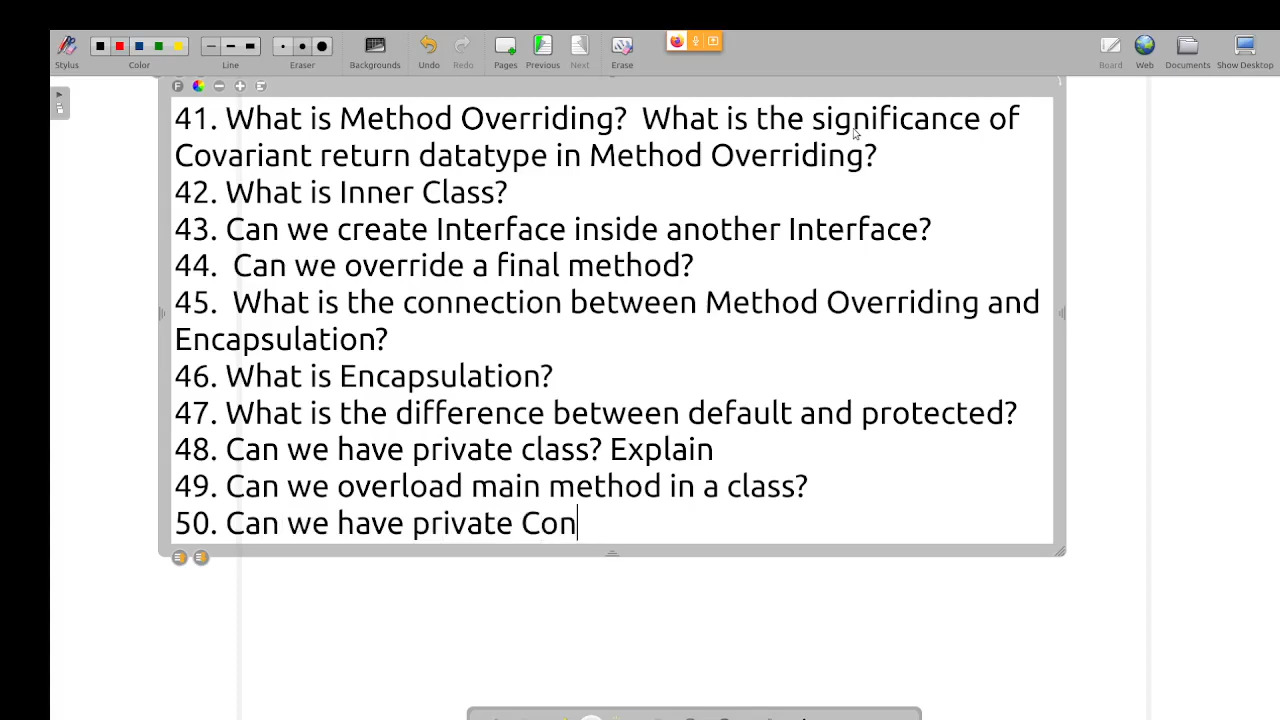 Stylus Color Line Eraser Backgrounds Undo Redo Pages Previous Next Erase Board Web Documents Show Desktop
41. What is Method Overriding?  What is the significance of
Covariant return datatype in Method Overriding?
42. What is Inner Class?
43. Can we create Interface inside another Interface?
44.  Can we override a final method?
45.  What is the connection between Method Overriding and
Encapsulation?
46. What is Encapsulation?
47. What is the difference between default and protected?
48. Can we have private class? Explain
49. Can we overload main method in a class?
50. Can we have private Con